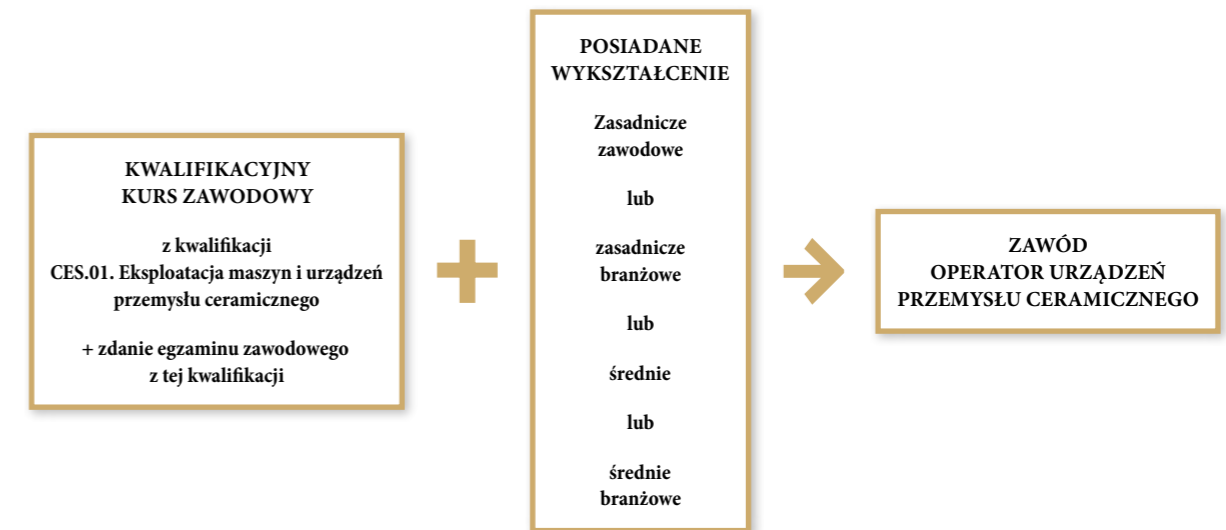 KWALIFIKACYJNY
KURS ZAWODOWY
z kwalifikacji
CES.01. Eksploatacja maszyn i urządzeń
przemysłu ceramicznego
+ zdanie egzaminu zawodowego
z tej kwalifikacji
POSIADANE
WYKSZTAŁCENIE
Zasadnicze
zawodowe
lub
zasadnicze
branżowe
lub
średnie
lub
średnie
branżowe
ZAWÓD
OPERATOR URZĄDZEŃ
PRZEMYSŁU CERAMICZNEGO